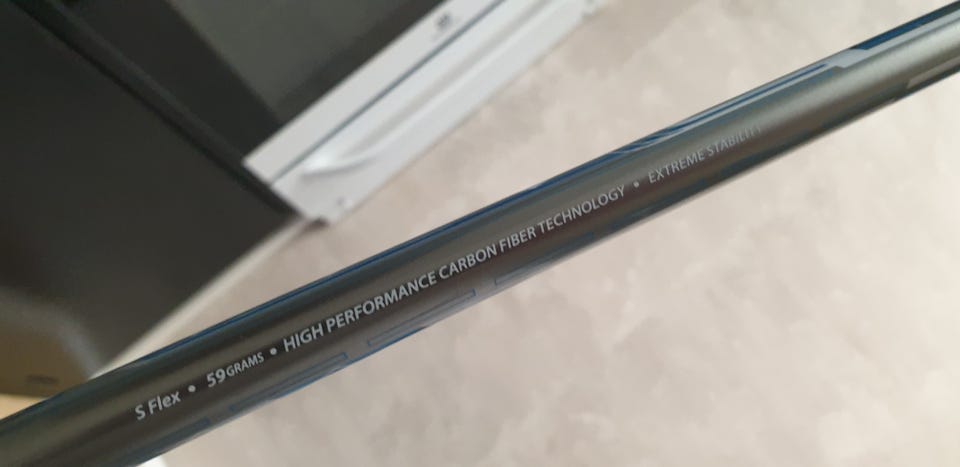 S Flex • 59GRAMS • HIGH PERFORMANCE CARBON FIBER TECHNOLOGY • EXTREME STABILITY